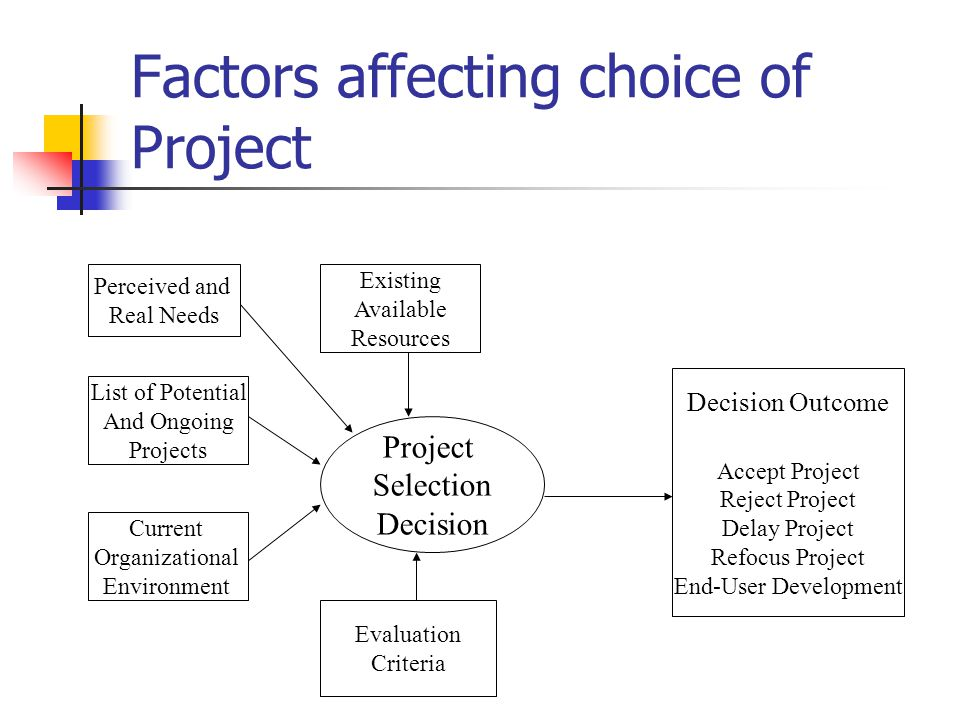 Factors affecting choice of
Project
Perceived and
Real Needs
Existing
Available
Resources
List of Potential
And Ongoing
Projects
Project
Selection
Decision
Current
Organizational
Environment
Evaluation
Criteria
Decision Outcome
Accept Project
Reject Project
Delay Project
Refocus Project
End-User Development